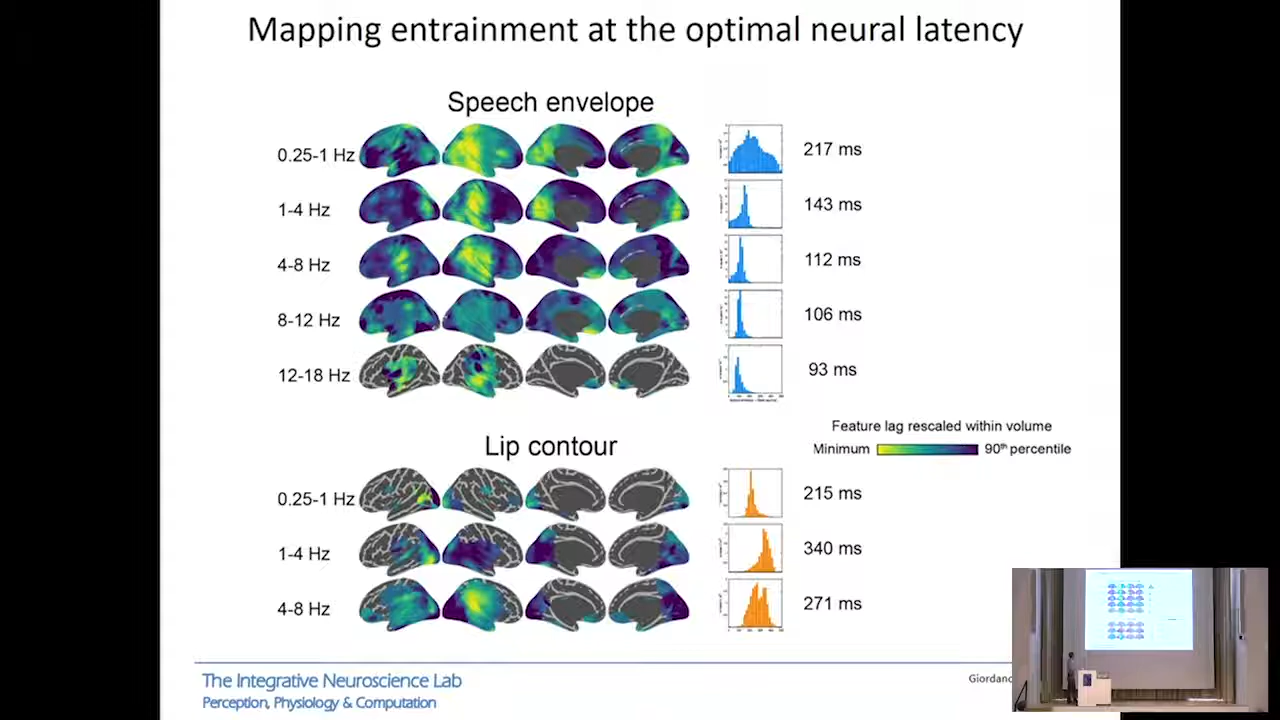 Mapping entrainment at the optimal neural latency
Speech envelope
0.25-1 Hz 217 ms
1-4 Hz 143 ms
4-8 Hz 112 ms
8-12 Hz 106 ms
12-18 Hz 93 ms
Feature lag rescaled within volume
Minimum 90th percentile
Lip contour
0.25-1 Hz 215 ms
1-4 Hz 340 ms
4-8 Hz 271 ms
The Integrative Neuroscience Lab
Perception, Physiology & Computation
Giordano